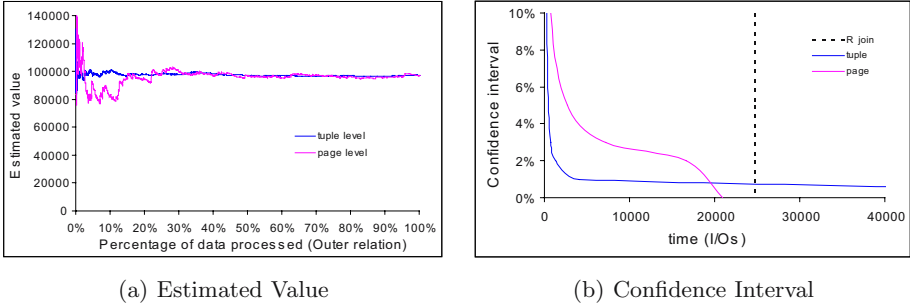 140000
120000
100000
80000
60000
40000
20000
0
Estimated value
tuple level
page level
0% 10% 20% 30% 40% 50% 60% 70% 80% 90% 100%
Percentage of data processed (Outer relation)
(a) Estimated Value
10%
8%
6%
4%
2%
0%
Confidence interval
R join
tuple
page
0 10000 20000 30000 40000
time (I/Os)
(b) Confidence Interval